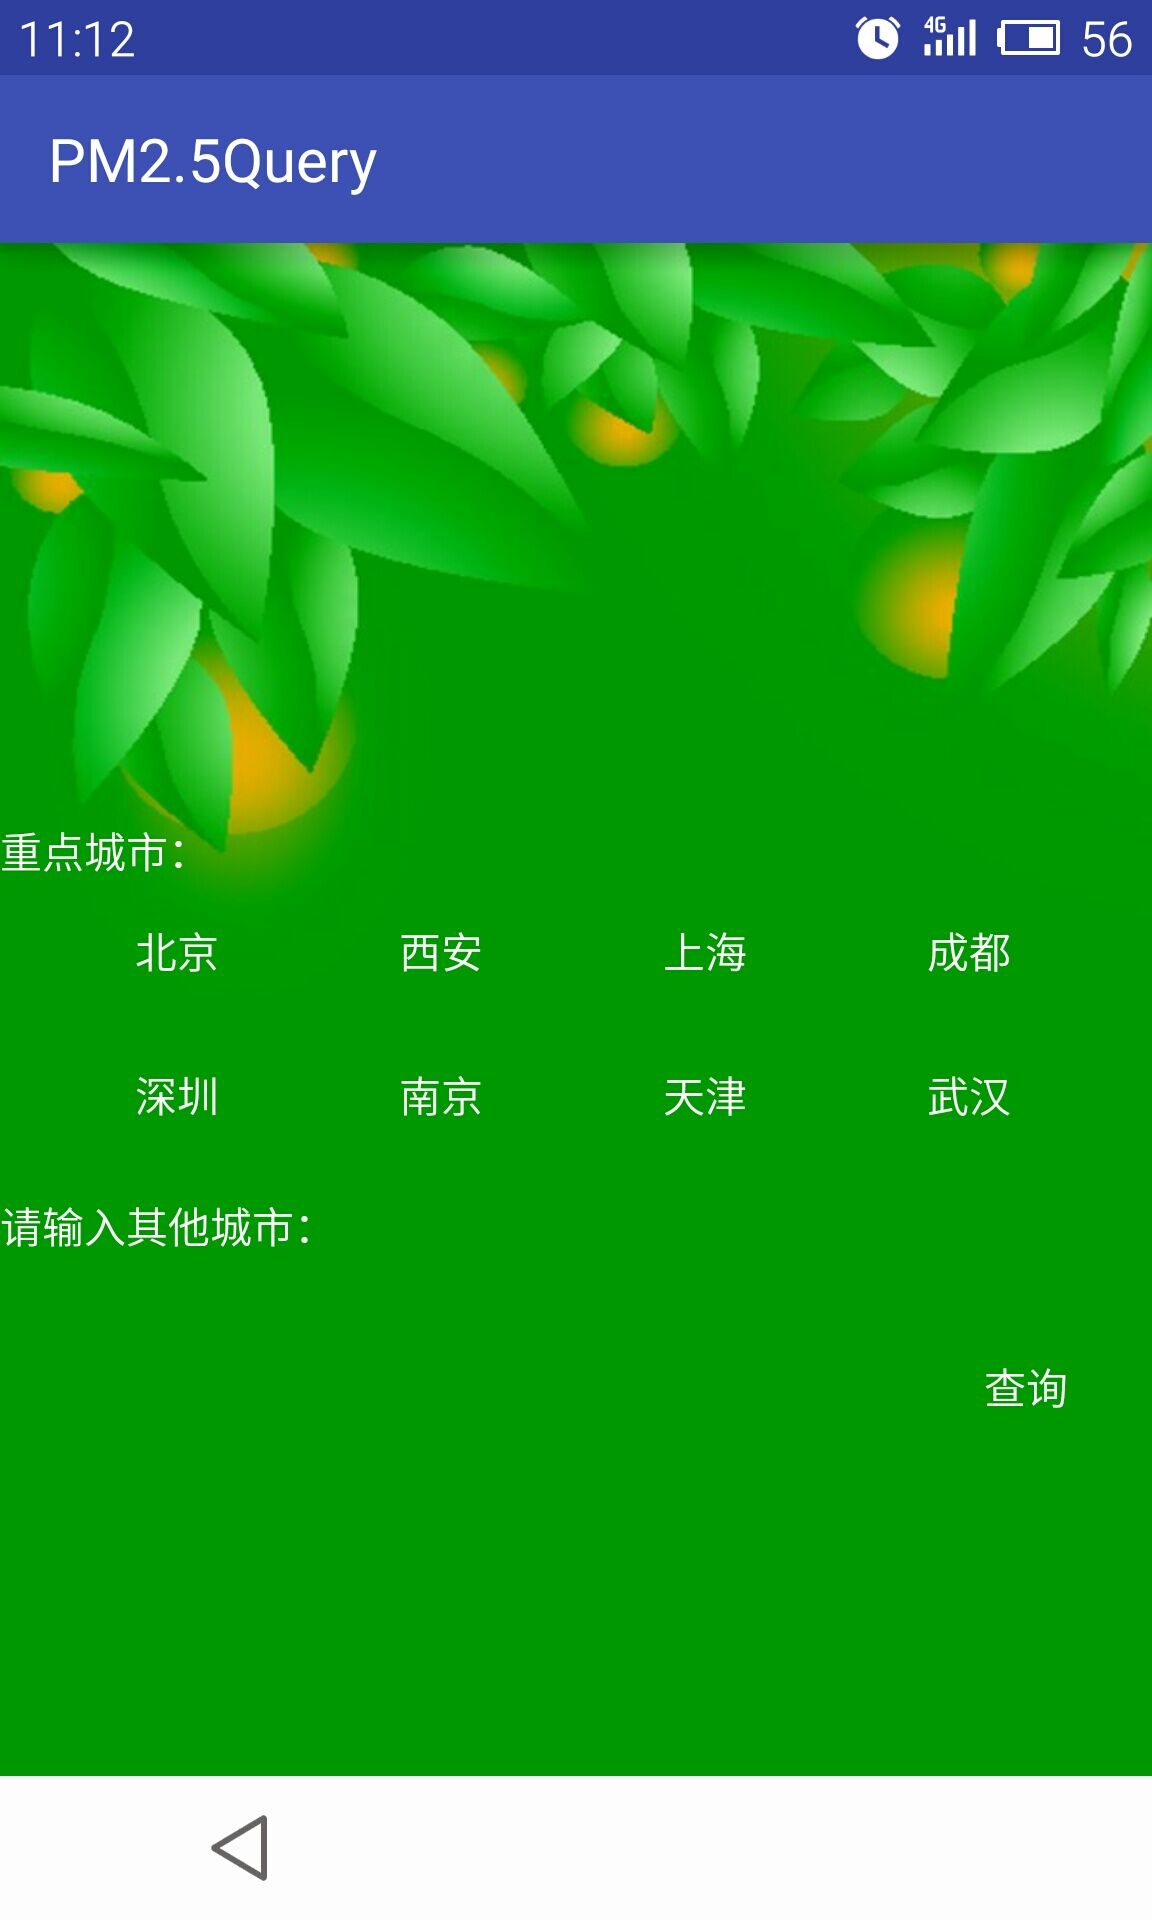 11:12 4G 56
PM2.5Query
重点城市：
北京 西安 上海 成都
深圳 南京 天津 武汉
请输入其他城市：
查询